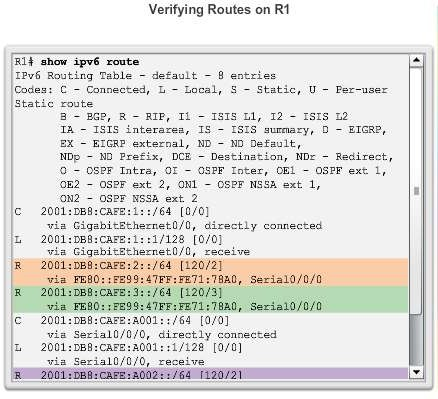 Verifying Routes on R1
R1# show ipv6 route
IPv6 Routing Table - default - 8 entries
Codes: C - Connected, L - Local, S - Static, U - Per-user
Static route
B - BGP, R - RIP, I1 - ISIS L1, I2 - ISIS L2
IA - ISIS interarea, IS - ISIS summary, D - EIGRP,
EX - EIGRP external, ND - ND Default,
NDp - ND Prefix, DCE - Destination, NDr - Redirect,
O - OSPF Intra, OI - OSPF Inter, OE1 - OSPF ext 1,
OE2 - OSPF ext 2, ON1 - OSPF NSSA ext 1,
ON2 - OSPF NSSA ext 2
C 2001:DB8:CAFE:1::/64 [0/0]
via GigabitEthernet0/0, directly connected
L 2001:DB8:CAFE:1::1/128 [0/0]
via GigabitEthernet0/0, receive
R 2001:DB8:CAFE:2::/64 [120/2]
via FE80::FE99:47FF:FE71:78A0, Serial0/0/0
R 2001:DB8:CAFE:3::/64 [120/3]
via FE80::FE99:47FF:FE71:78A0, Serial0/0/0
C 2001:DB8:CAFE:A001::/64 [0/0]
via Serial0/0/0, directly connected
L 2001:DB8:CAFE:A001::1/128 [0/0]
via Serial0/0/0, receive
R 2001:DB8:CAFE:A002::/64 [120/2]